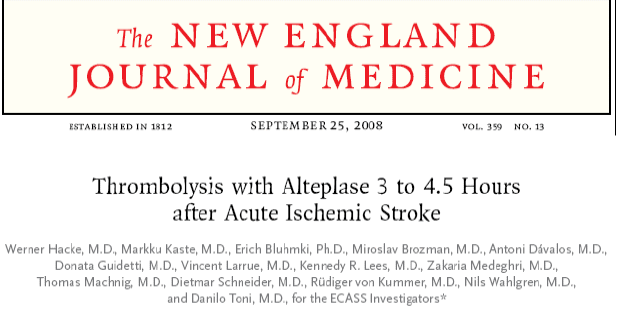 The NEW ENGLAND
JOURNAL of MEDICINE
ESTABLISHED IN 1812 SEPTEMBER 25, 2008 VOL. 359 NO. 13
Thrombolysis with Alteplase 3 to 4.5 Hours
after Acute Ischemic Stroke
Werner Hacke, M.D., Markku Kaste, M.D., Erich Bluhmki, Ph.D., Miroslav Brozman, M.D., Antoni Dávalos, M.D.,
Donata Guidetti, M.D., Vincent Larrue, M.D., Kennedy R. Lees, M.D., Zakaria Medeghri, M.D.,
Thomas Machnig, M.D., Dietmar Schneider, M.D., Rüdiger von Kummer, M.D., Nils Wahlgren, M.D.,
and Danilo Toni, M.D., for the ECASS Investigators*